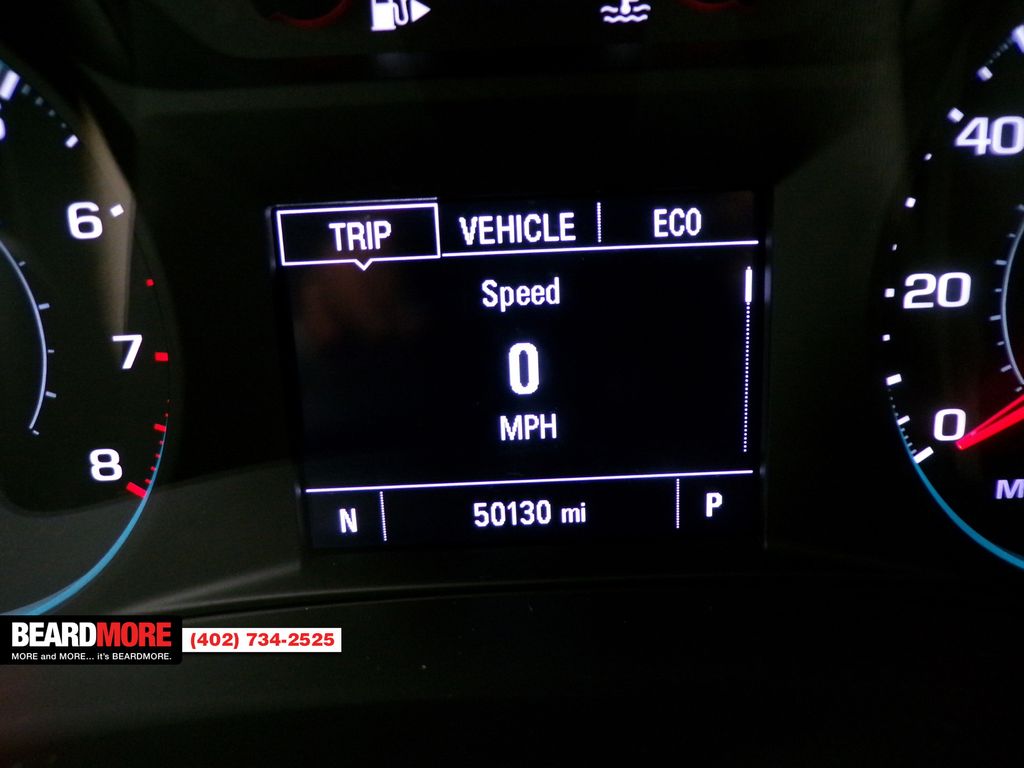 TRIP VEHICLE ECO
Speed
0
MPH
N 50130 mi P
6
7
8
40
20
0
BEARDMORE (402) 734-2525
MORE and MORE... it's BEARDMORE.